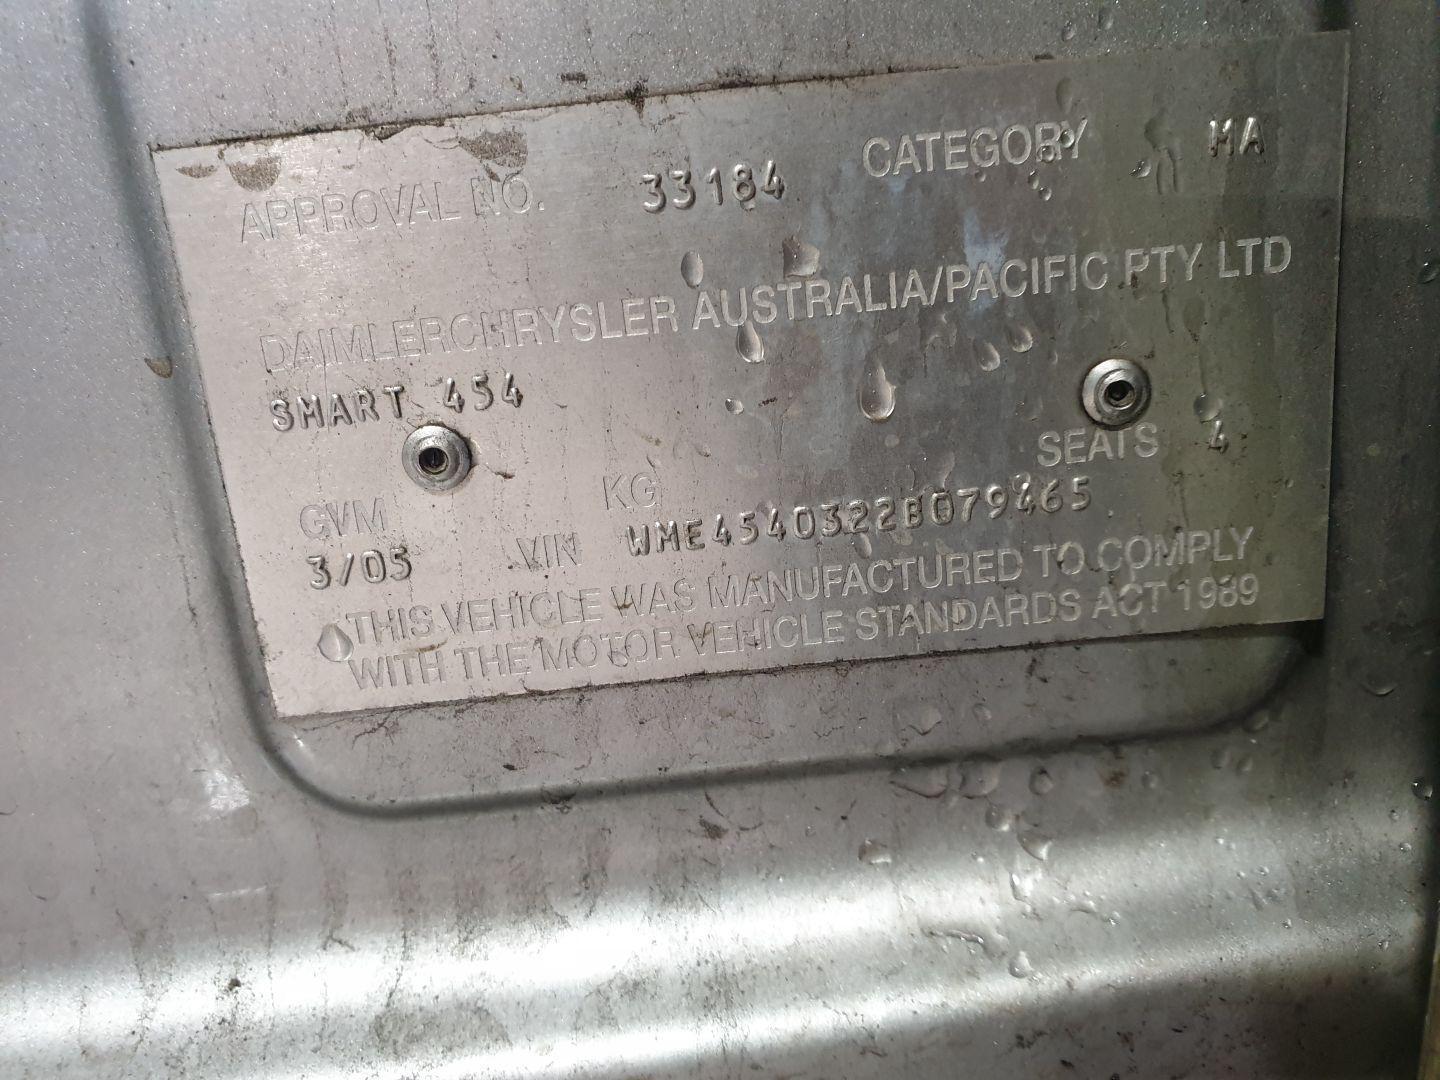 APPROVAL NO. 33184 CATEGORY MA
DAIMLERCHRYSLER AUSTRALIA/PACIFIC PTY LTD
SMART 454
GVM KG SEATS 4
3/05 VIN WME4540322B079465
THIS VEHICLE WAS MANUFACTURED TO COMPLY
WITH THE MOTOR VEHICLE STANDARDS ACT 1989